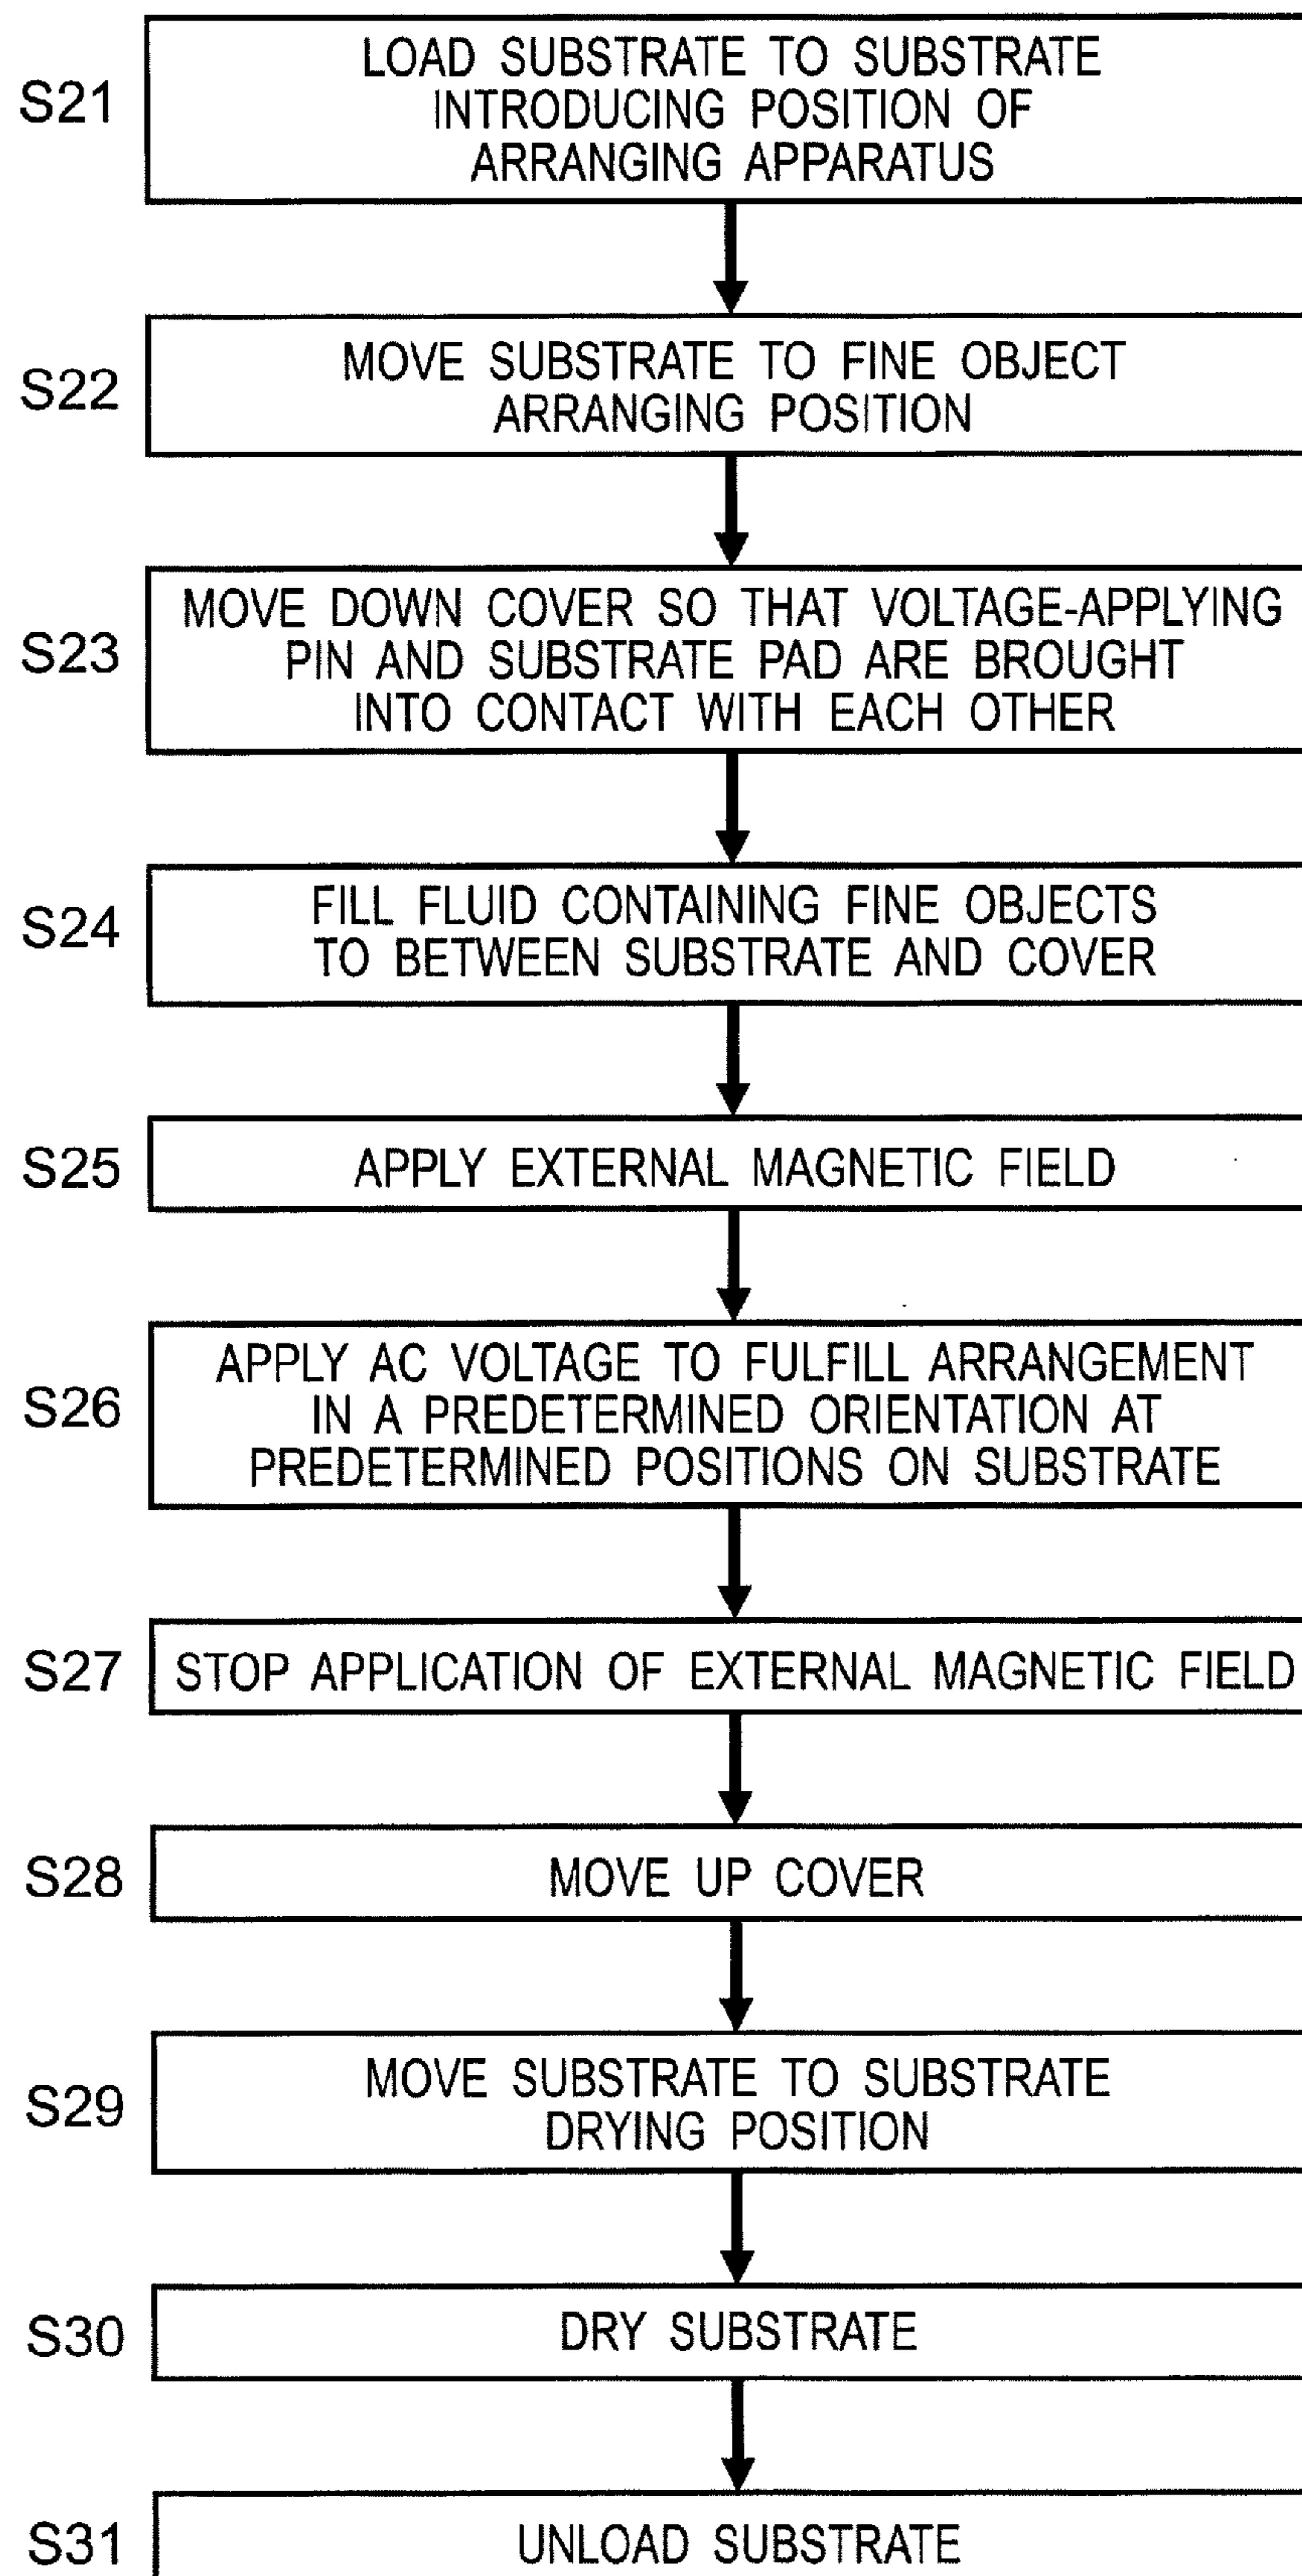 S21
LOAD SUBSTRATE TO SUBSTRATE
INTRODUCING POSITION OF
ARRANGING APPARATUS
S22
MOVE SUBSTRATE TO FINE OBJECT
ARRANGING POSITION
S23
MOVE DOWN COVER SO THAT VOLTAGE-APPLYING
PIN AND SUBSTRATE PAD ARE BROUGHT
INTO CONTACT WITH EACH OTHER
S24
FILL FLUID CONTAINING FINE OBJECTS
TO BETWEEN SUBSTRATE AND COVER
S25
APPLY EXTERNAL MAGNETIC FIELD
S26
APPLY AC VOLTAGE TO FULFILL ARRANGEMENT
IN A PREDETERMINED ORIENTATION AT
PREDETERMINED POSITIONS ON SUBSTRATE
S27
STOP APPLICATION OF EXTERNAL MAGNETIC FIELD
S28
MOVE UP COVER
S29
MOVE SUBSTRATE TO SUBSTRATE
DRYING POSITION
S30
DRY SUBSTRATE
S31
UNLOAD SUBSTRATE